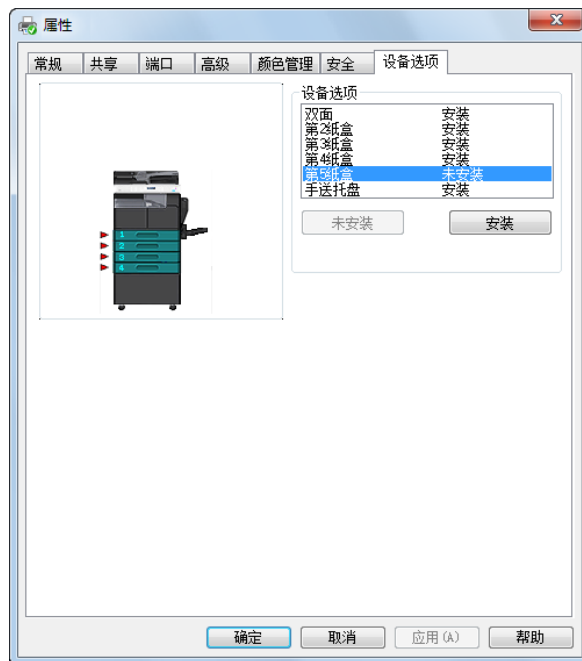 属性
常规 共享 端口 高级 颜色管理 安全 设备选项
设备选项
双面 安装
第2纸盒 安装
第3纸盒 安装
第4纸盒 安装
第5纸盒 未安装
手送托盘 安装
未安装 安装
1
2
3
4
确定 取消 应用(A) 帮助